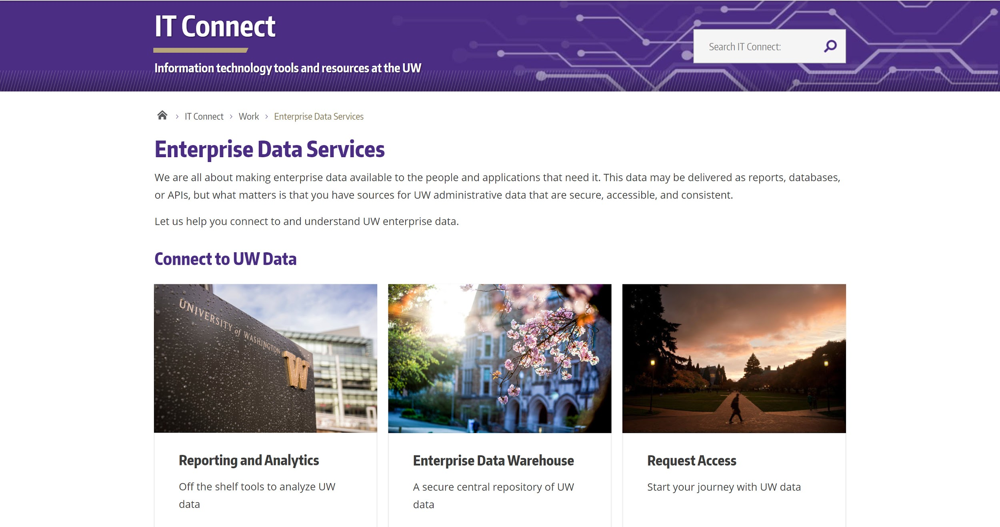 IT Connect
Information technology tools and resources at the UW
Search IT Connect:
IT Connect > Work > Enterprise Data Services
Enterprise Data Services
We are all about making enterprise data available to the people and applications that need it. This data may be delivered as reports, databases,
or APIs, but what matters is that you have sources for UW administrative data that are secure, accessible, and consistent.
Let us help you connect to and understand UW enterprise data.
Connect to UW Data
UNIVERSITY of WASHINGTON
W
Reporting and Analytics
Off the shelf tools to analyze UW
data
Enterprise Data Warehouse
A secure central repository of UW
data
Request Access
Start your journey with UW data